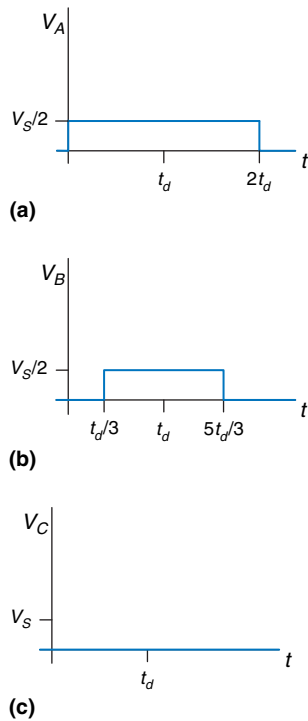 V_A
V_S/2
t
t_d
2t_d
(a)
V_B
V_S/2
t
t_d/3
t_d
5t_d/3
(b)
V_C
V_S
t
t_d
(c)